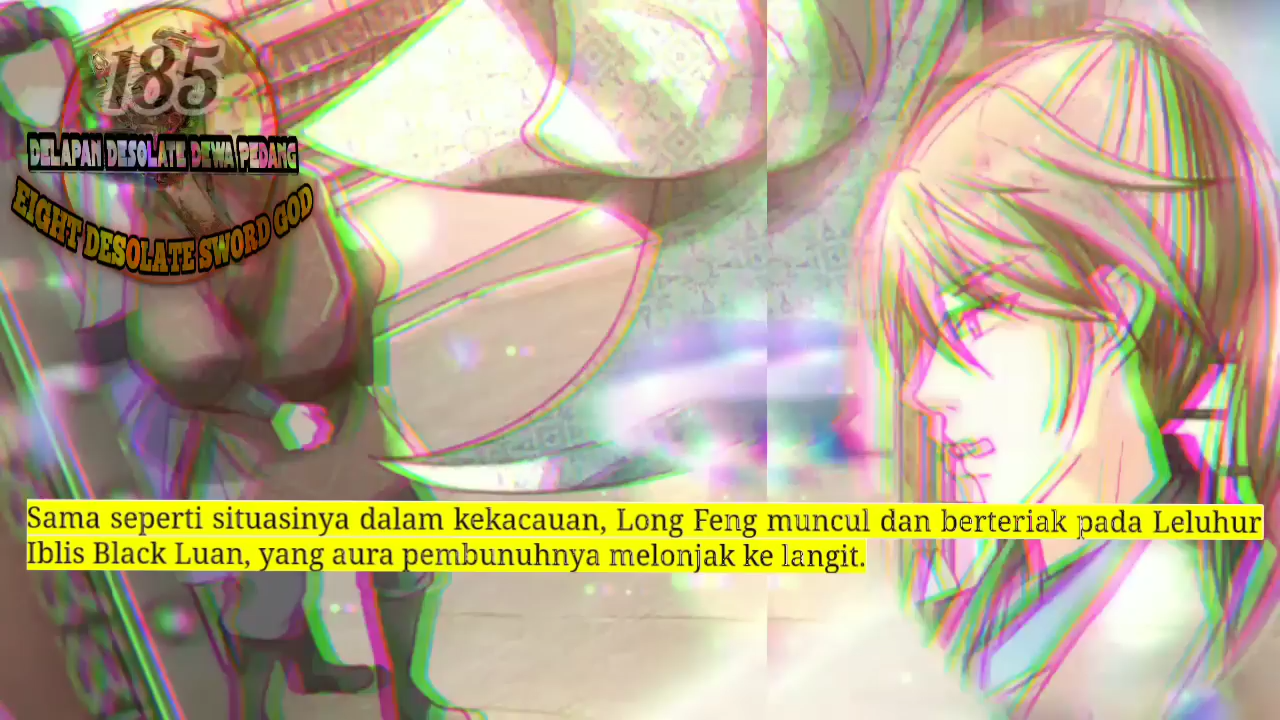 185
DELAPAN DESOLATE DEWA PEDANG
EIGHT DESOLATE SWORD GOD
Sama seperti situasinya dalam kekacauan, Long Feng muncul dan berteriak pada Leluhur
Iblis Black Luan, yang aura pembunuhnya melonjak ke langit.